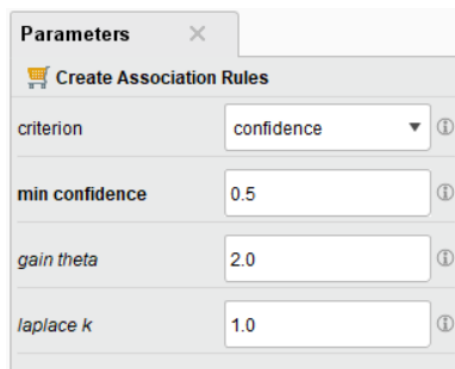 Parameters
Create Association Rules
criterion confidence
min confidence 0.5
gain theta 2.0
laplace k 1.0